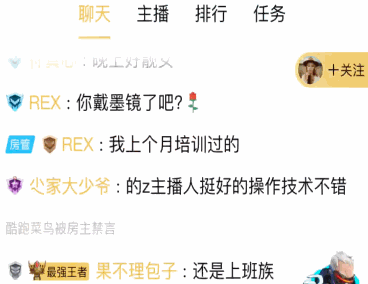 聊天 主播 排行 任务
：晚上好靓女
＋关注
REX：你戴墨镜了吧?🌹
房管 REX：我上个月培训过的
尐家大少爷：的z主播人挺好的操作技术不错
酷跑菜鸟被房主禁言
最强王者 果不理包子：还是上班族